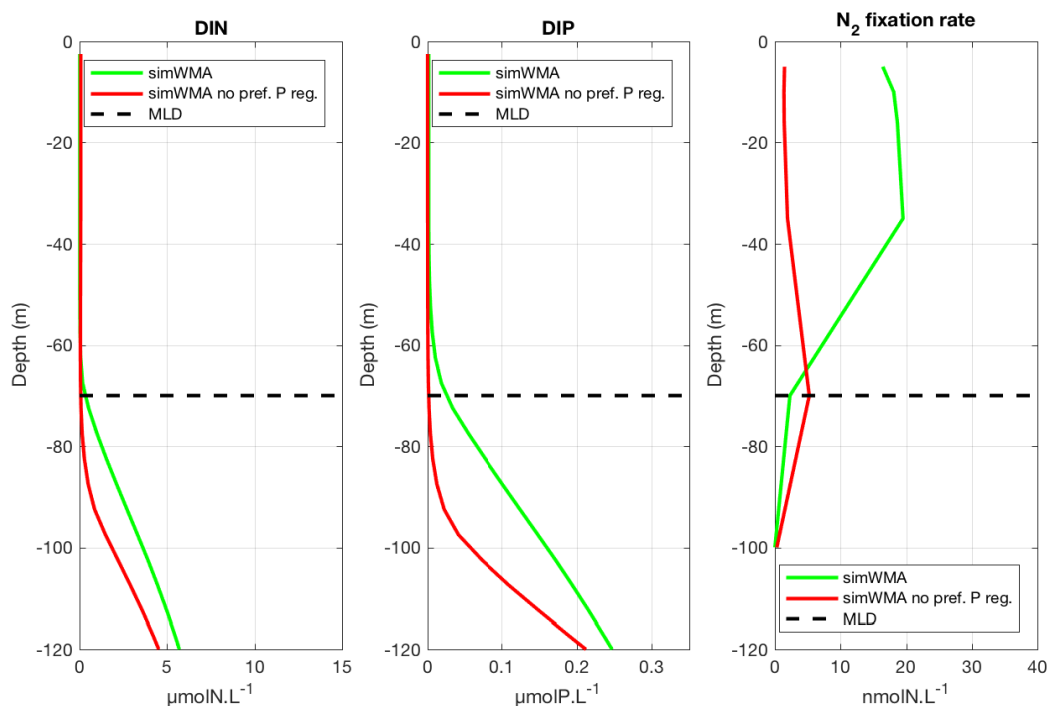 DIN
0
-20
-40
-60
-80
-100
-120
Depth (m)
simWMA
simWMA no pref. P reg.
MLD
0 5 10 15
µmolN.L⁻¹
DIP
0
-20
-40
-60
-80
-100
-120
Depth (m)
simWMA
simWMA no pref. P reg.
MLD
0 0.1 0.2 0.3
µmolP.L⁻¹
N₂ fixation rate
0
-20
-40
-60
-80
-100
-120
Depth (m)
simWMA
simWMA no pref. P reg.
MLD
0 10 20 30 40
nmolN.L⁻¹